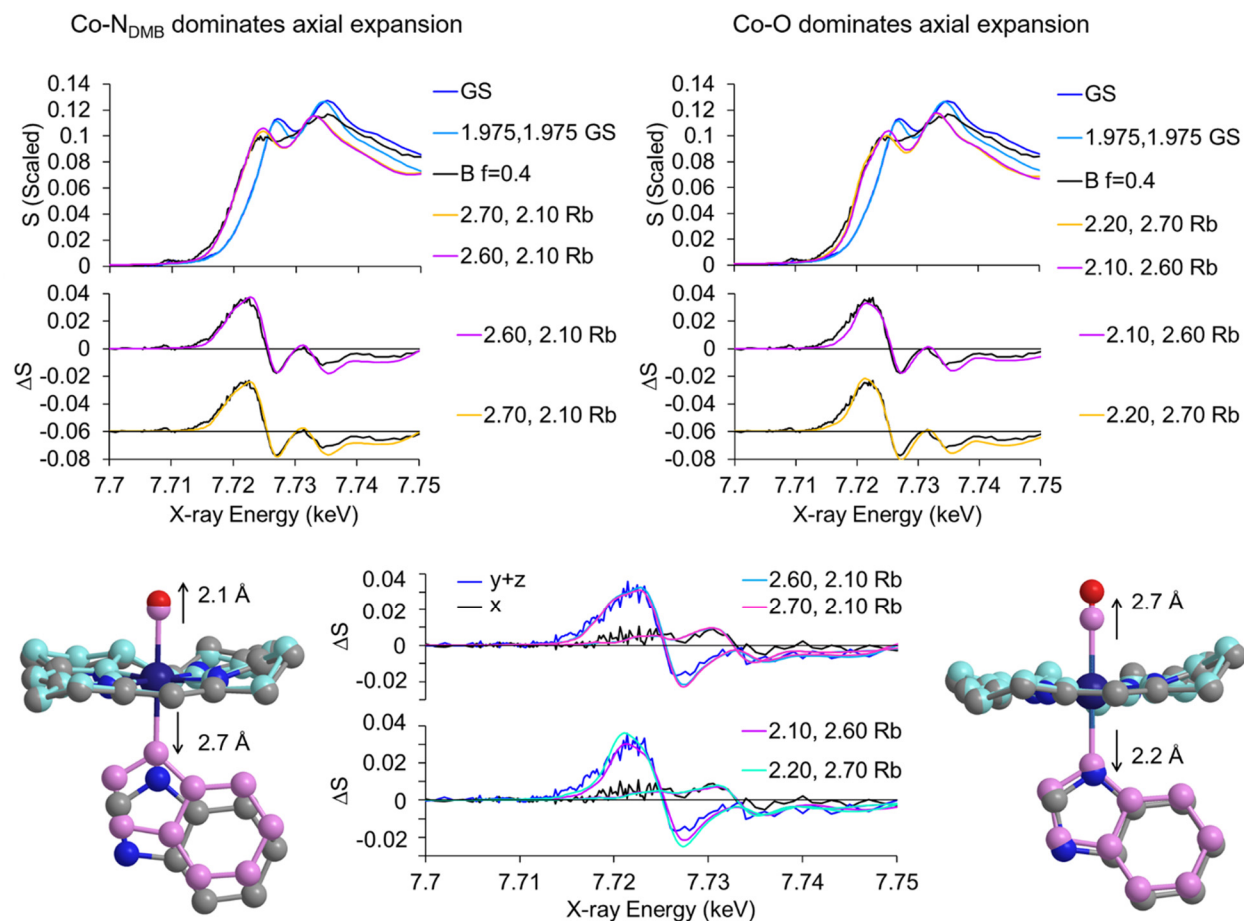 Co-NDMB dominates axial expansion
S (Scaled)
0.14
0.12
0.1
0.08
0.06
0.04
0.02
0
GS
1.975,1.975 GS
B f=0.4
2.70, 2.10 Rb
2.60, 2.10 Rb
ΔS
0.04
0.02
0
-0.02
-0.04
-0.06
-0.08
2.60, 2.10 Rb
2.70, 2.10 Rb
7.7 7.71 7.72 7.73 7.74 7.75
X-ray Energy (keV)
Co-O dominates axial expansion
S (Scaled)
0.14
0.12
0.1
0.08
0.06
0.04
0.02
0
GS
1.975,1.975 GS
B f=0.4
2.20, 2.70 Rb
2.10. 2.60 Rb
ΔS
0.04
0.02
0
-0.02
-0.04
-0.06
-0.08
2.10, 2.60 Rb
2.20, 2.70 Rb
7.7 7.71 7.72 7.73 7.74 7.75
X-ray Energy (keV)
2.1 Å
2.7 Å
ΔS
0.04
0.02
0
-0.02
y+z
x
2.60, 2.10 Rb
2.70, 2.10 Rb
ΔS
0.04
0.02
0
-0.02
2.10, 2.60 Rb
2.20, 2.70 Rb
7.7 7.71 7.72 7.73 7.74 7.75
X-ray Energy (keV)
2.7 Å
2.2 Å